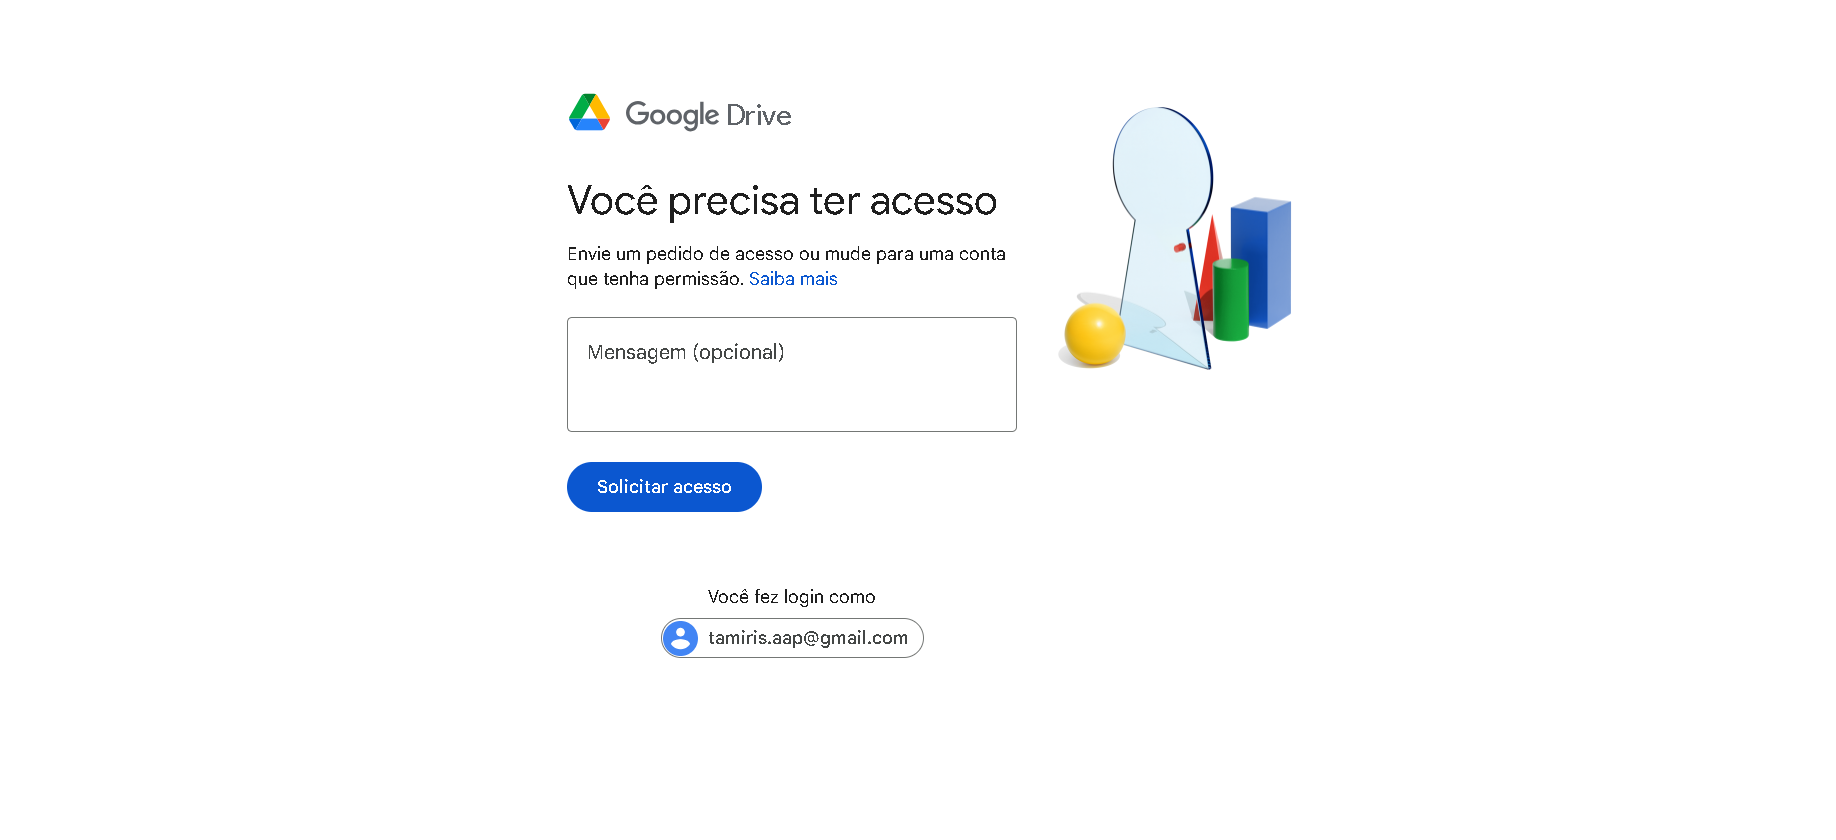 Google Drive
Você precisa ter acesso
Envie um pedido de acesso ou mude para uma conta
que tenha permissão. Saiba mais
Mensagem (opcional)
Solicitar acesso
Você fez login como
tamiris.aap@gmail.com